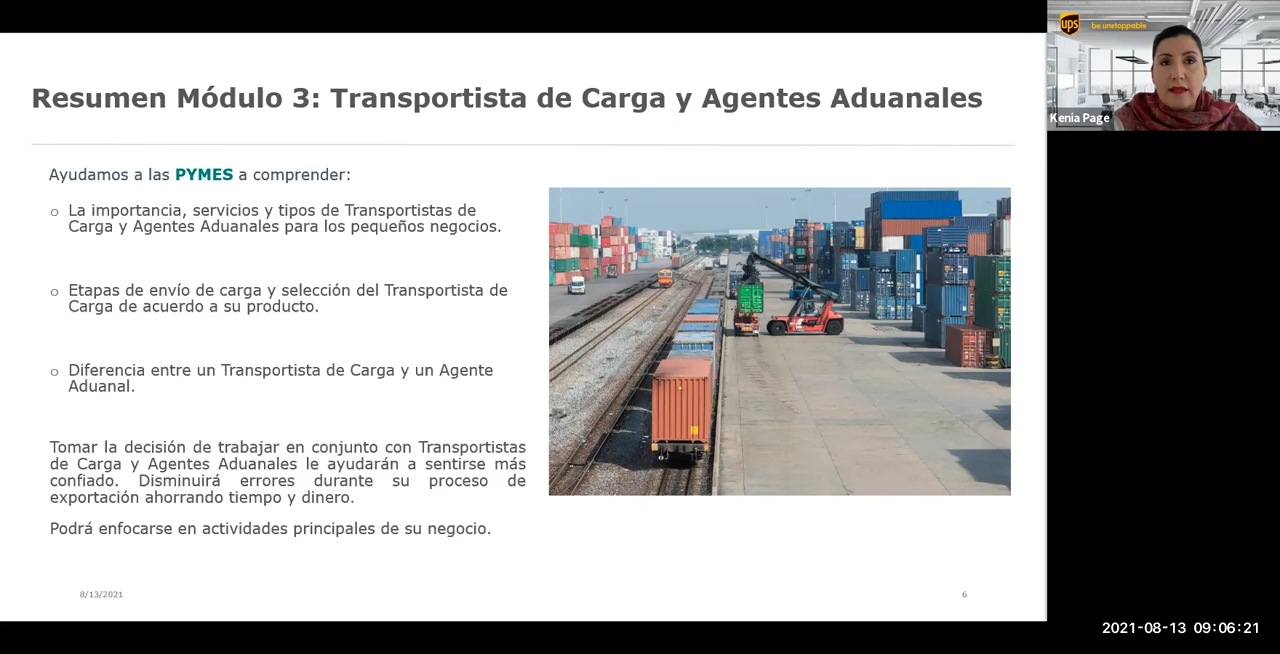 Resumen Módulo 3: Transportista de Carga y Agentes Aduanales
Ayudamos a las PYMES a comprender:
o La importancia, servicios y tipos de Transportistas de
Carga y Agentes Aduanales para los pequeños negocios.
o Etapas de envío de carga y selección del Transportista de
Carga de acuerdo a su producto.
o Diferencia entre un Transportista de Carga y un Agente
Aduanal.
Tomar la decisión de trabajar en conjunto con Transportistas
de Carga y Agentes Aduanales le ayudarán a sentirse más
confiado. Disminuirá errores durante su proceso de
exportación ahorrando tiempo y dinero.
Podrá enfocarse en actividades principales de su negocio.
8/13/2021
6
ups
be unstoppable
Kenia Page
2021-08-13 09:06:21